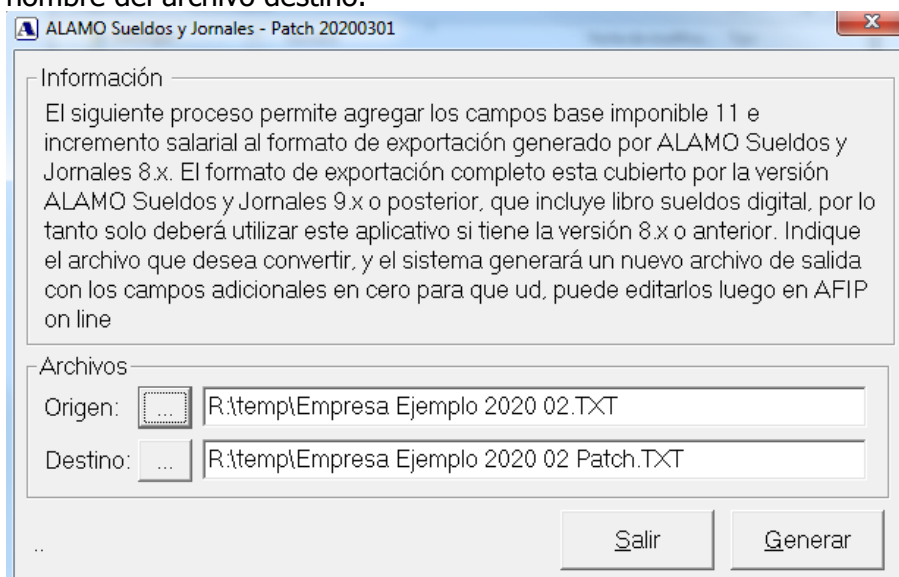 nombre del archivo destino.
ALAMO Sueldos y Jornales - Patch 20200301
Información
El siguiente proceso permite agregar los campos base imponible 11 e
incremento salarial al formato de exportación generado por ALAMO Sueldos y
Jornales 8.x. El formato de exportación completo esta cubierto por la versión
ALAMO Sueldos y Jornales 9.x o posterior, que incluye libro sueldos digital, por lo
tanto solo deberá utilizar este aplicativo si tiene la versión 8.x o anterior. Indique
el archivo que desea convertir, y el sistema generará un nuevo archivo de salida
con los campos adicionales en cero para que ud, puede editarlos luego en AFIP
on line
Archivos
Origen: ... R:\temp\Empresa Ejemplo 2020 02.TXT
Destino: ... R:\temp\Empresa Ejemplo 2020 02 Patch.TXT
.. Salir Generar